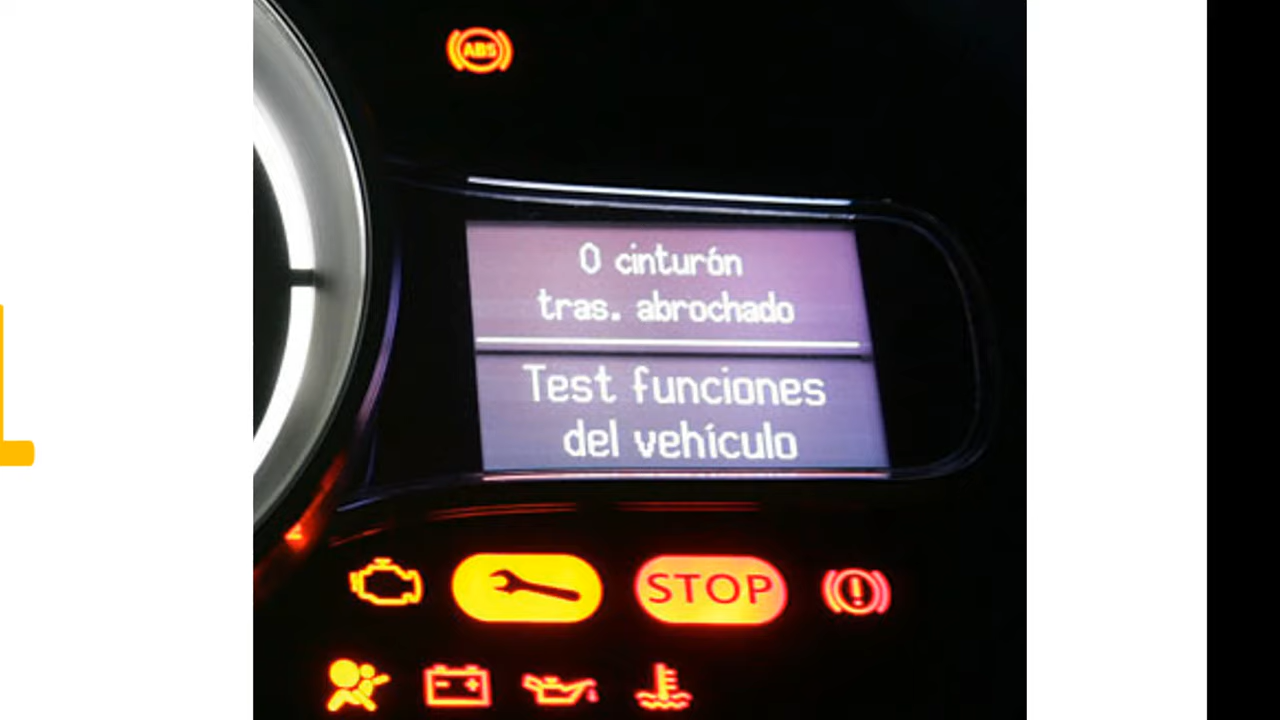 ABS
0 cinturón
tras. abrochado
Test funciones
del vehículo
STOP